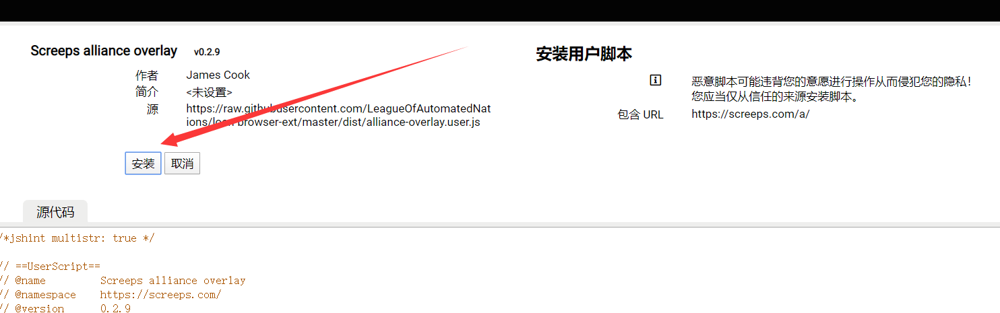 Screeps alliance overlay v0.2.9
作者 James Cook
简介 <未设置>
源 https://raw.githubusercontent.com/LeagueOfAutomatedNat
ions/loan-browser-ext/master/dist/alliance-overlay.user.js
安装 取消
安装用户脚本
恶意脚本可能违背您的意愿进行操作从而侵犯您的隐私！
您应当仅从信任的来源安装脚本。
包含 URL https://screeps.com/a/
源代码
/*jshint multistr: true */
// ==UserScript==
// @name Screeps alliance overlay
// @namespace https://screeps.com/
// @version 0.2.9